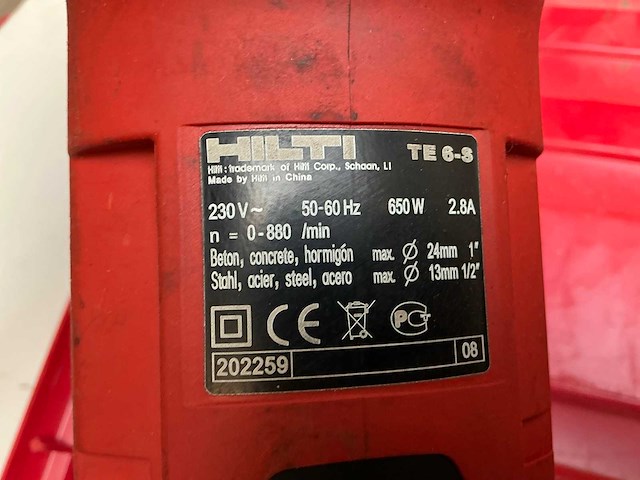 HILTI TE 6-S
Hilti: trademark of Hilti Corp., Schaan, LI
Made by Hilti in China
230 V~ 50-60 Hz 650 W 2.8A
n = 0-880 /min
Beton, concrete, hormigón max. Ø 24mm 1"
Stahl, acier, steel, acero max. Ø 13mm 1/2"
CE PCT
202259 08